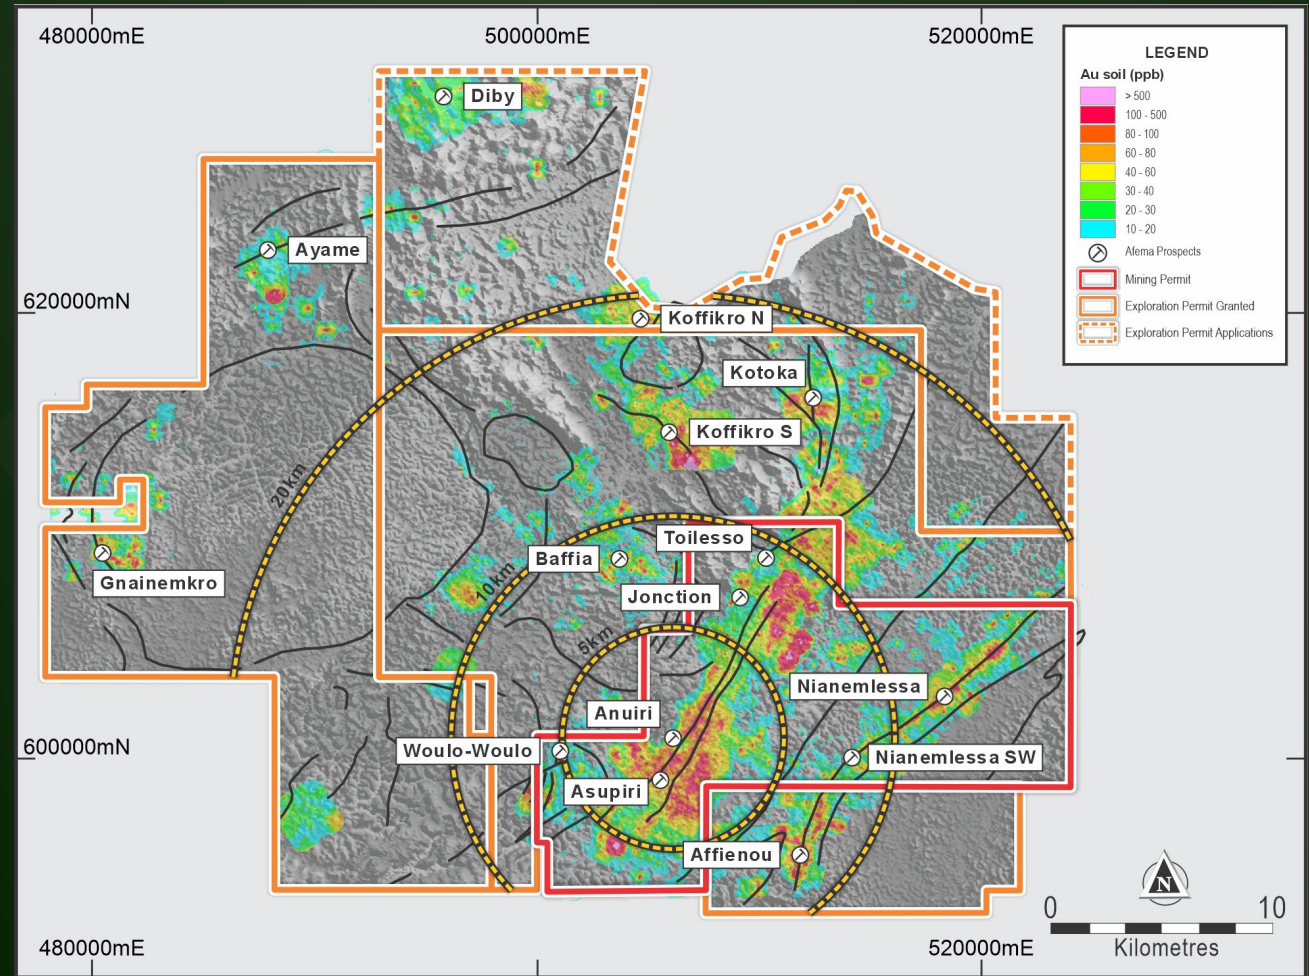 480000mE
500000mE
520000mE
LEGEND
Au soil (ppb)
> 500
100 - 500
80 - 100
60 - 80
40 - 60
30 - 40
20 - 30
10 - 20
Afema Prospects
Mining Permit
Exploration Permit Granted
Exploration Permit Applications
Diby
Ayame
620000mN
Koffikro N
Kotoka
Koffikro S
20km
Toilesso
Baffia
Gnainemkro
10km
Jonction
5km
Nianemlessa
Anuiri
600000mN
Woulo-Woulo
Nianemlessa SW
Asupiri
Affienou
N
0
10
Kilometres
480000mE
520000mE